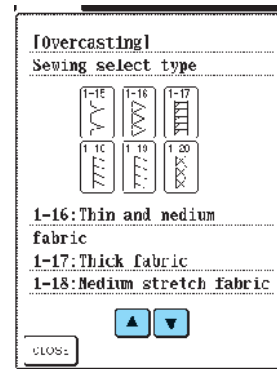 [Overcasting]
Sewing select type
1-15 1-16 1-17
1-18 1-19 1-20
1-16:Thin and medium
fabric
1-17:Thick fabric
1-18:Medium stretch fabric
CLOSE